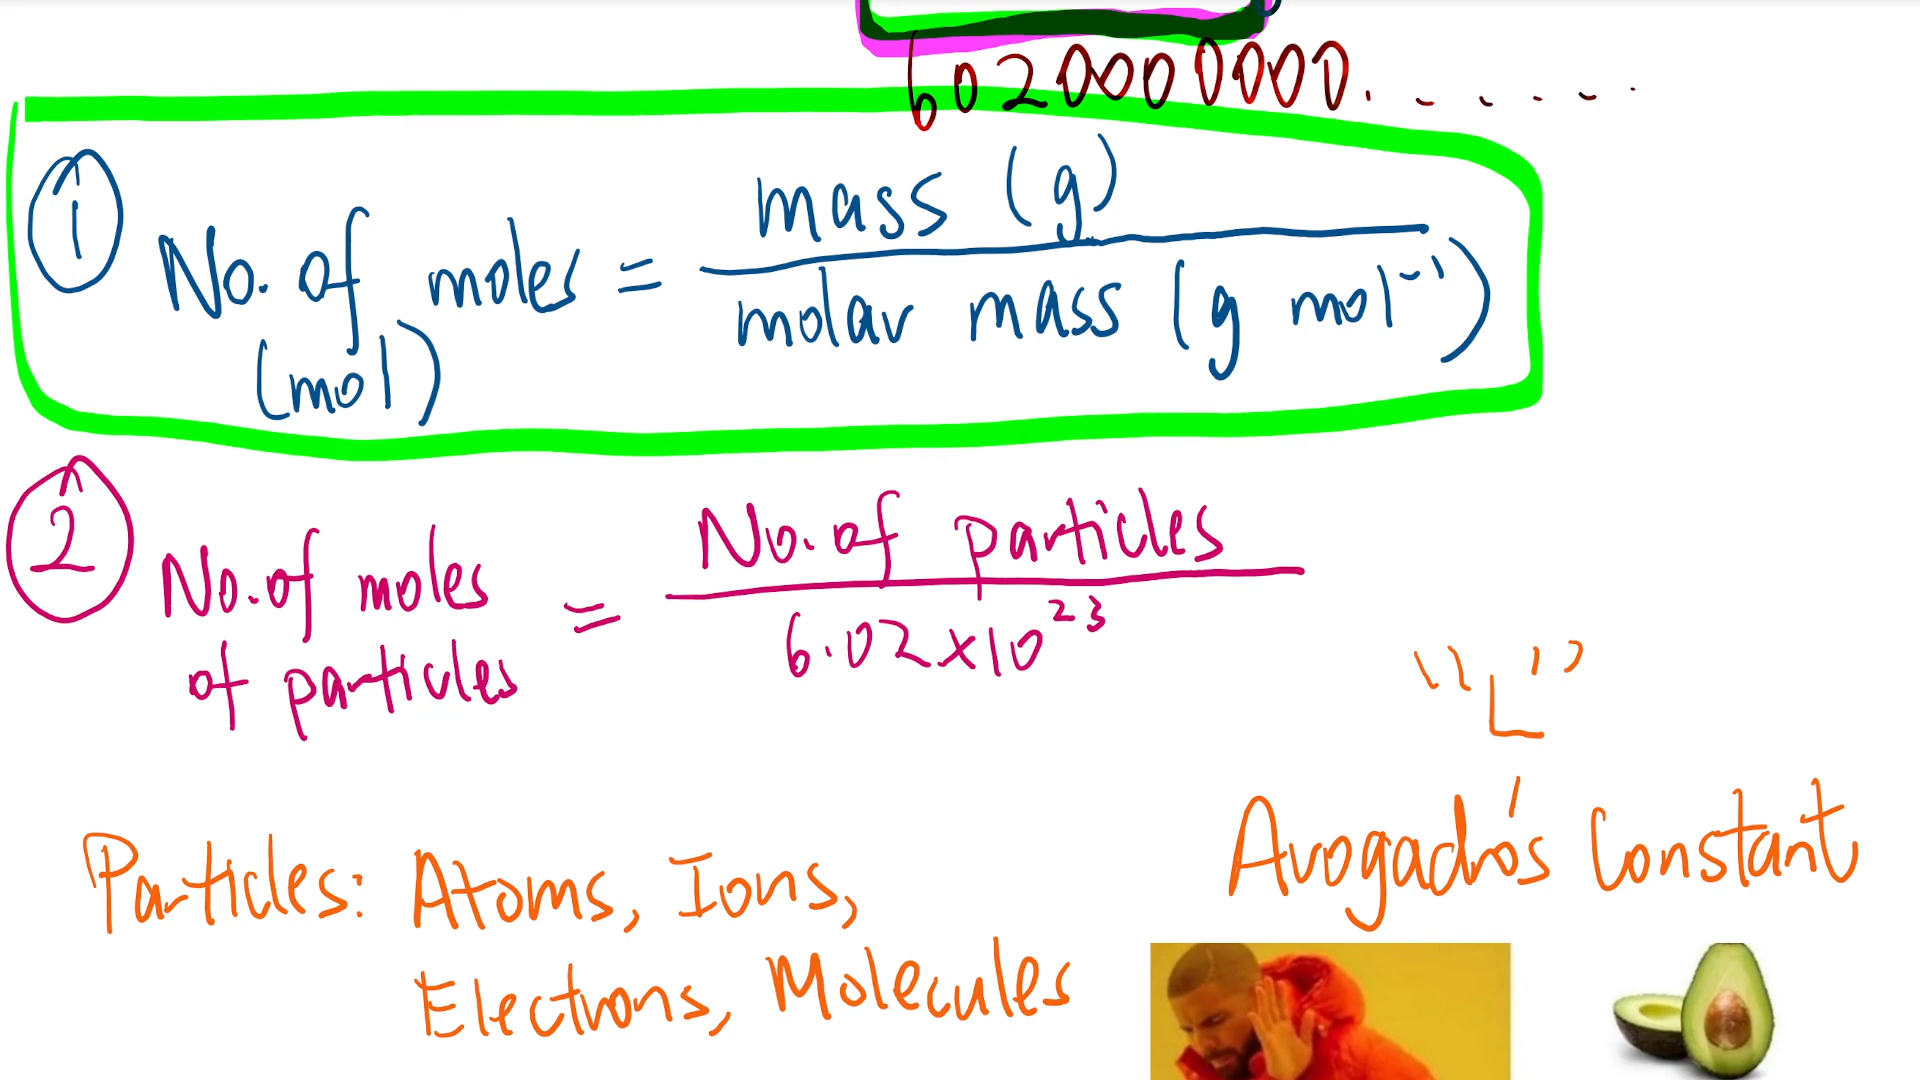 6020000000.......
① No. of moles = mass (g)
(mol) molar mass (g mol⁻¹)
② No. of moles = No. of particles
of particles 6.02×10²³
"L"
Particles: Atoms, Ions,
Electrons, Molecules
Avogadro's Constant